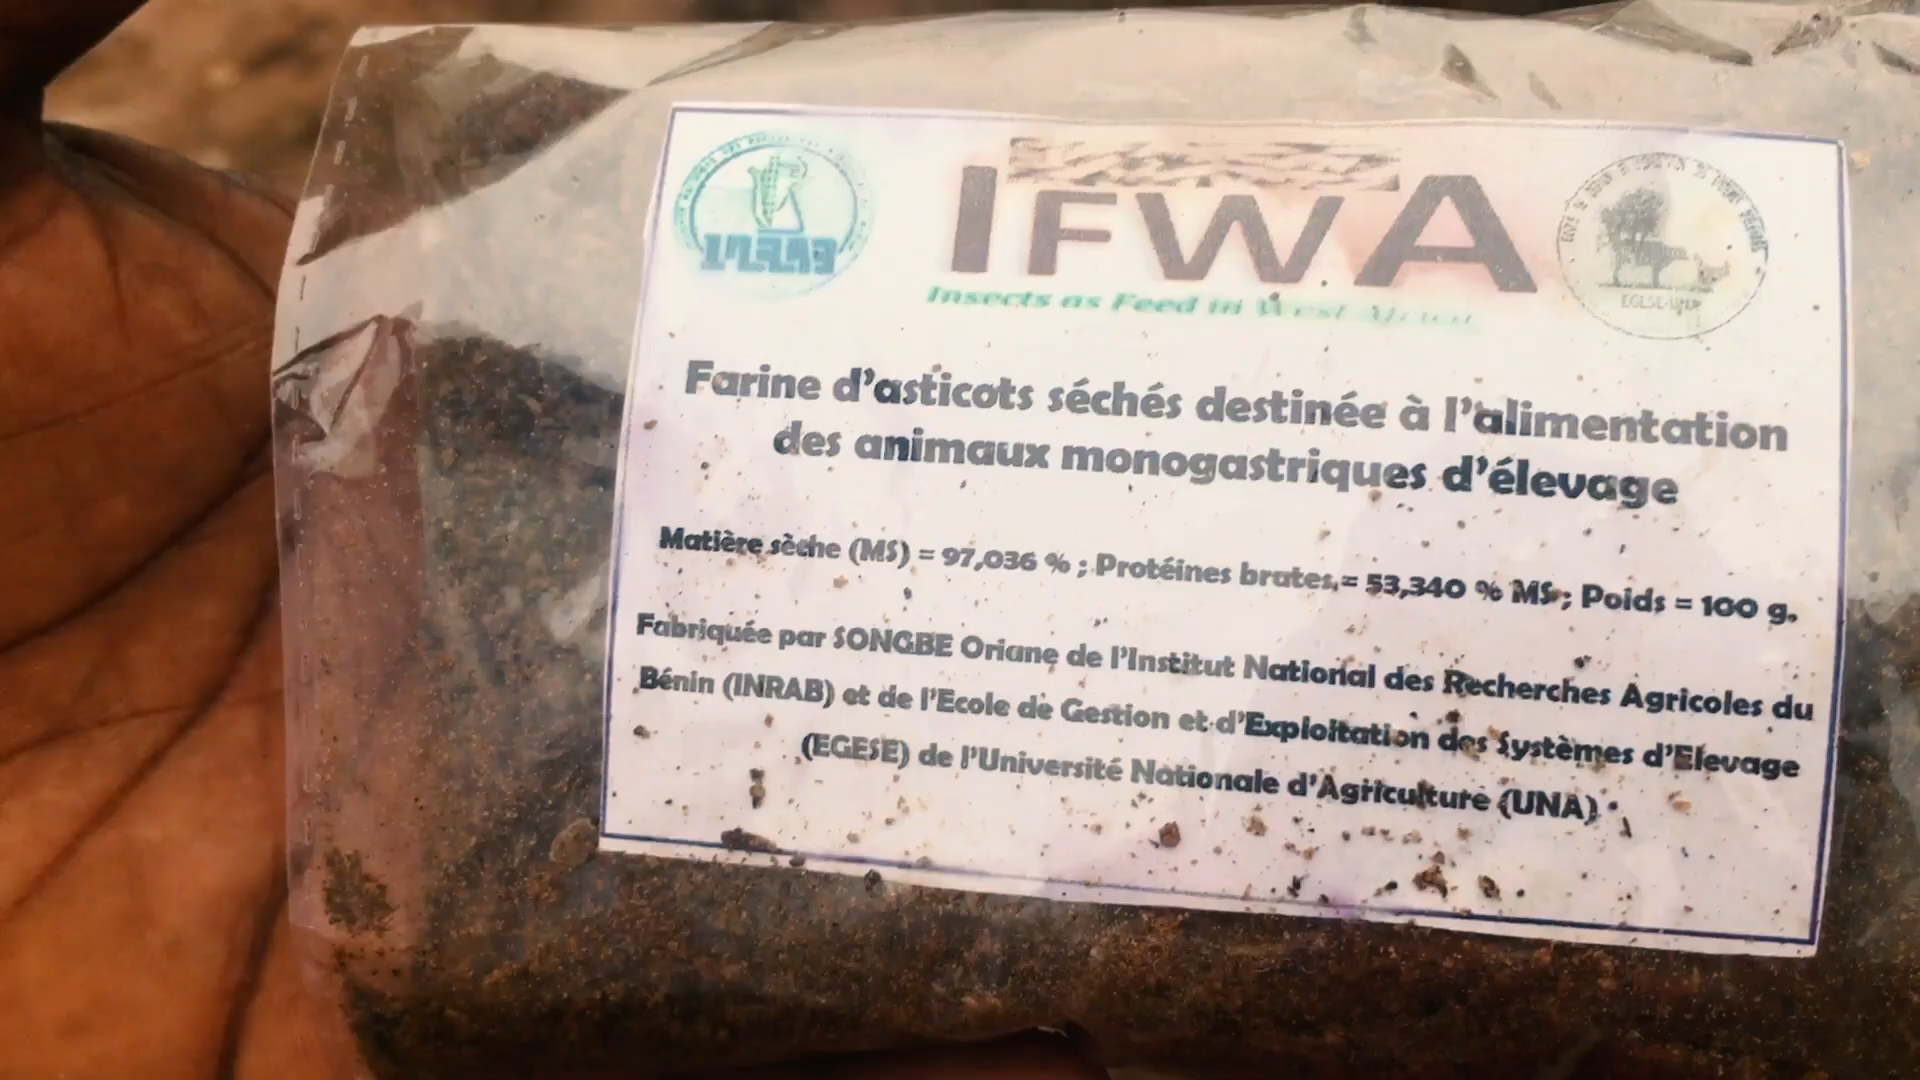 IFWA
Insects as Feed in West Africa
EGESE-UNA
Farine d'asticots séchés destinée à l'alimentation
des animaux monogastriques d'élevage
Matière sèche (MS) = 97,036 % ; Protéines brutes = 53,340 % MS ; Poids = 100 g.
Fabriquée par SONGBE Oriane de l'Institut National des Recherches Agricoles du
Bénin (INRAB) et de l'Ecole de Gestion et d'Exploitation des Systèmes d'Elevage
(EGESE) de l'Université Nationale d'Agriculture (UNA)